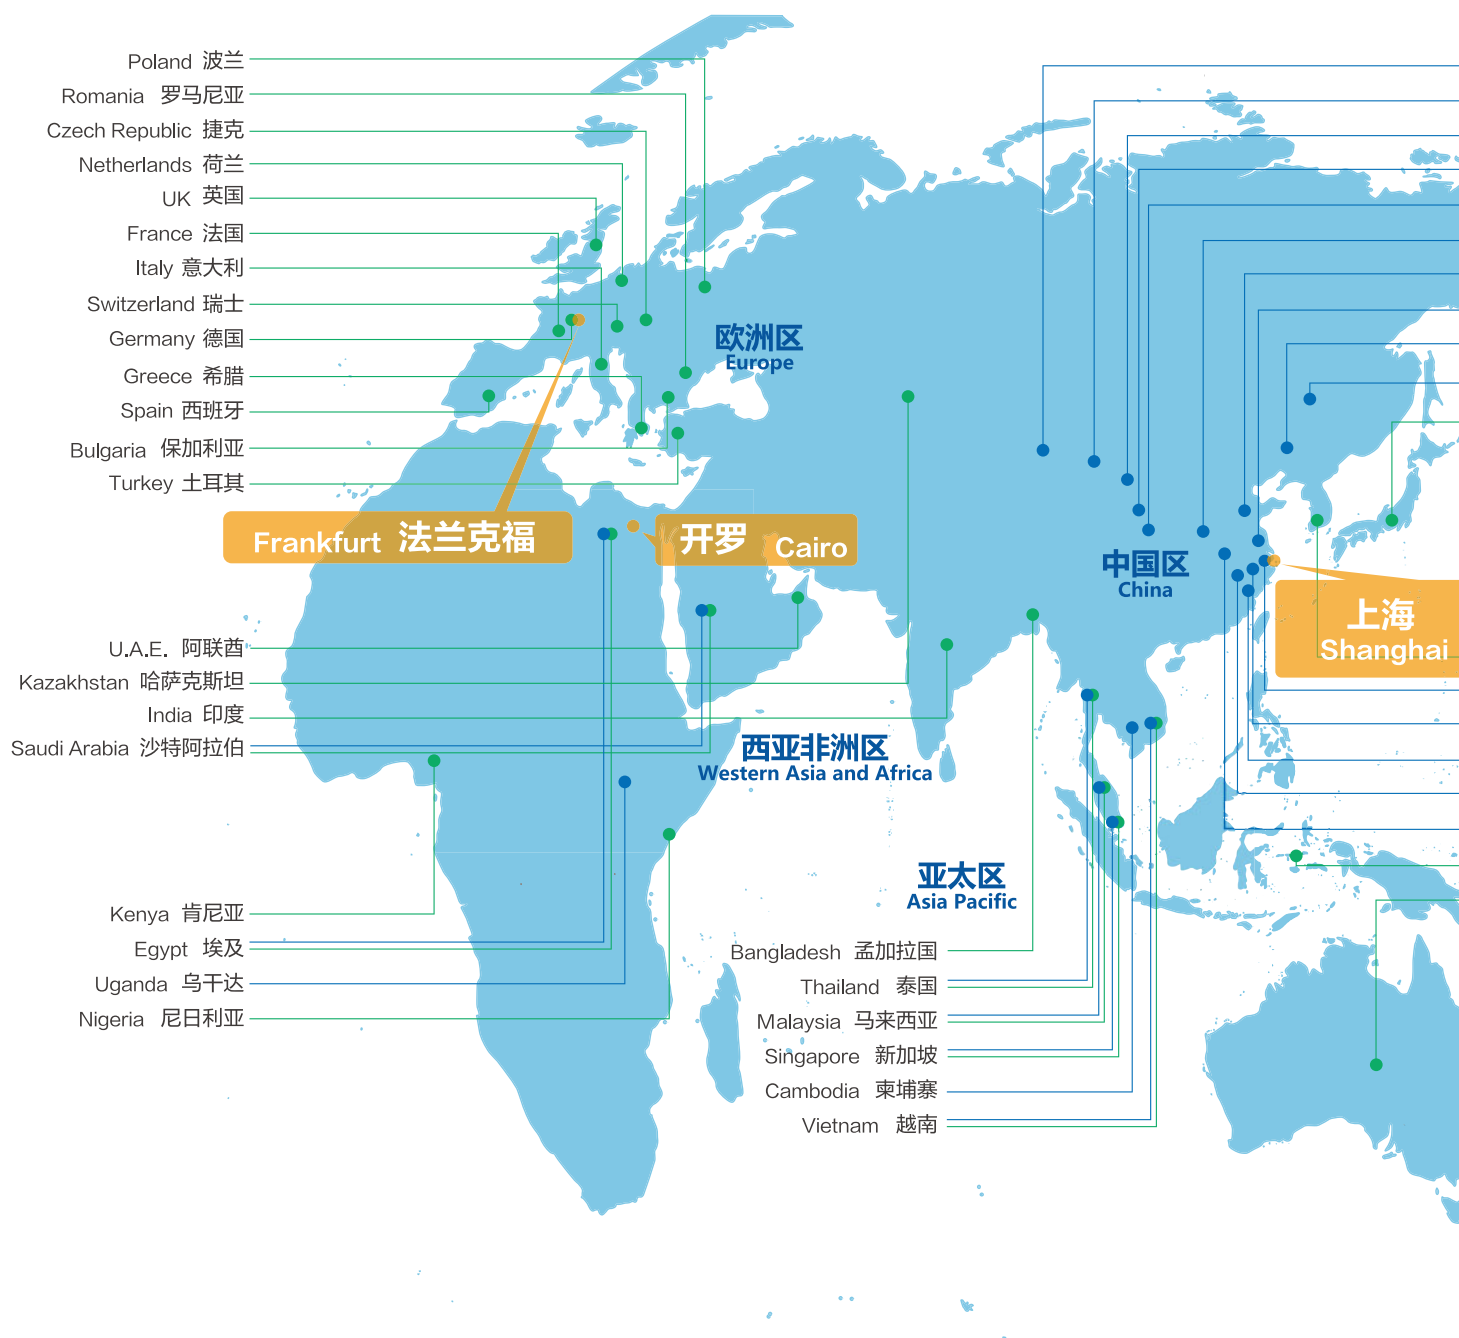 Poland 波兰
Romania 罗马尼亚
Czech Republic 捷克
Netherlands 荷兰
UK 英国
France 法国
Italy 意大利
Switzerland 瑞士
Germany 德国
Greece 希腊
Spain 西班牙
Bulgaria 保加利亚
Turkey 土耳其
欧洲区
Europe
Frankfurt 法兰克福
开罗 Cairo
中国区
China
上海
Shanghai
U.A.E. 阿联酋
Kazakhstan 哈萨克斯坦
India 印度
Saudi Arabia 沙特阿拉伯
西亚非洲区
Western Asia and Africa
亚太区
Asia Pacific
Kenya 肯尼亚
Egypt 埃及
Uganda 乌干达
Nigeria 尼日利亚
Bangladesh 孟加拉国
Thailand 泰国
Malaysia 马来西亚
Singapore 新加坡
Cambodia 柬埔寨
Vietnam 越南